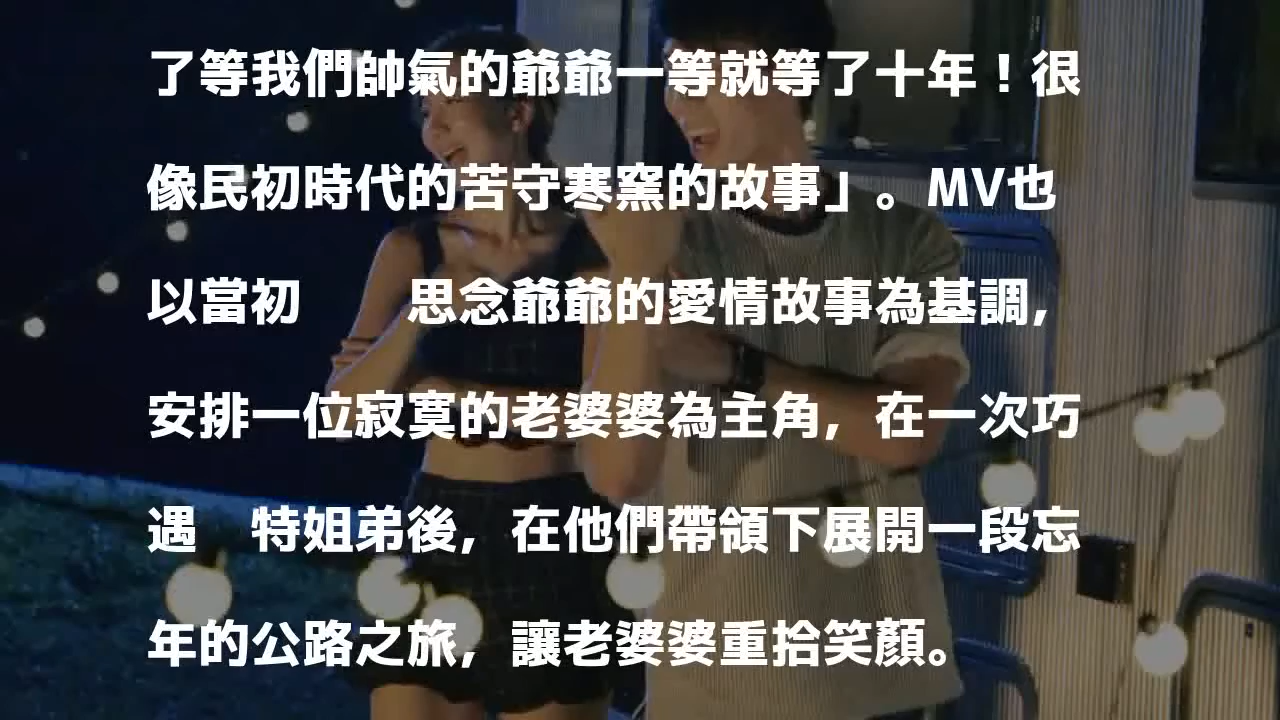 了等我們帥氣的爺爺一等就等了十年！很
像民初時代的苦守寒窯的故事」。MV也
以當初　　思念爺爺的愛情故事為基調，
安排一位寂寞的老婆婆為主角，在一次巧
遇　特姐弟後，在他們帶領下展開一段忘
年的公路之旅，讓老婆婆重拾笑顏。